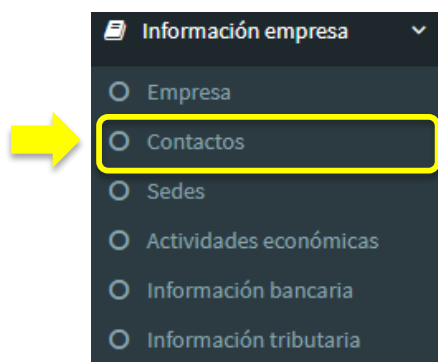 Información empresa
Empresa
Contactos
Sedes
Actividades económicas
Información bancaria
Información tributaria